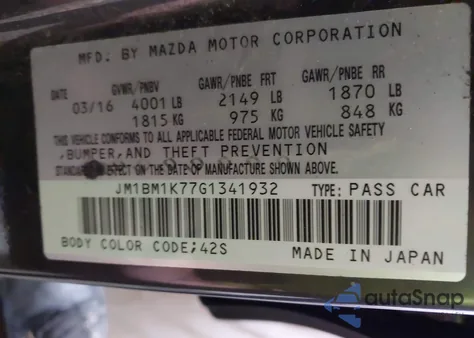 MFD. BY MAZDA MOTOR CORPORATION
DATE GVWR/PNBV GAWR/PNBE FRT GAWR/PNBE RR
03/16 4001 LB 2149 LB 1870 LB
1815 KG 975 KG 848 KG
THIS VEHICLE CONFORMS TO ALL APPLICABLE FEDERAL MOTOR VEHICLE SAFETY
,BUMPER,AND THEFT PREVENTION
STANDARDS IN EFFECT ON THE DATE OF MANUFACTURE SHOWN ABOVE.
JM1BM1K77G1341932 TYPE: PASS CAR
BODY COLOR CODE;42S MADE IN JAPAN
autoSnap